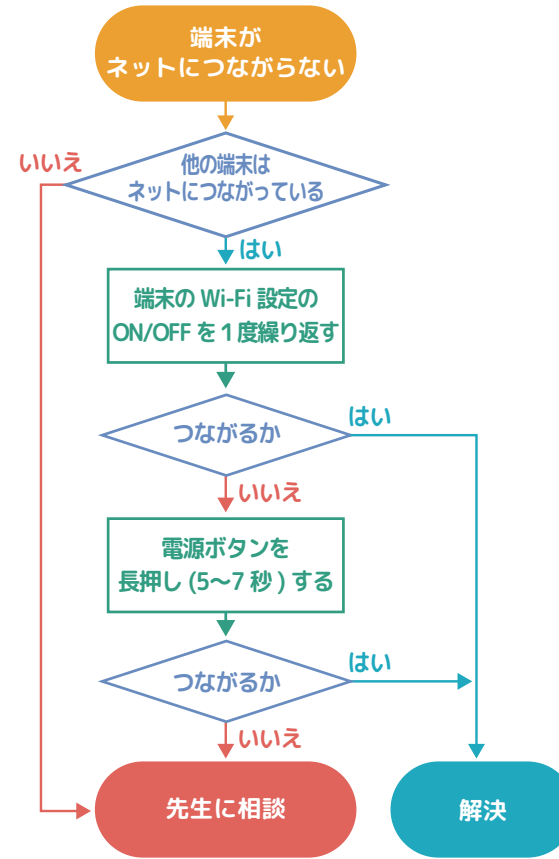 端末が
ネットにつながらない
いいえ
他の端末は
ネットにつながっている
はい
端末の Wi-Fi 設定の
ON/OFF を 1 度繰り返す
つながるか
はい
いいえ
電源ボタンを
長押し (5〜7 秒 ) する
つながるか
はい
いいえ
先生に相談
解決